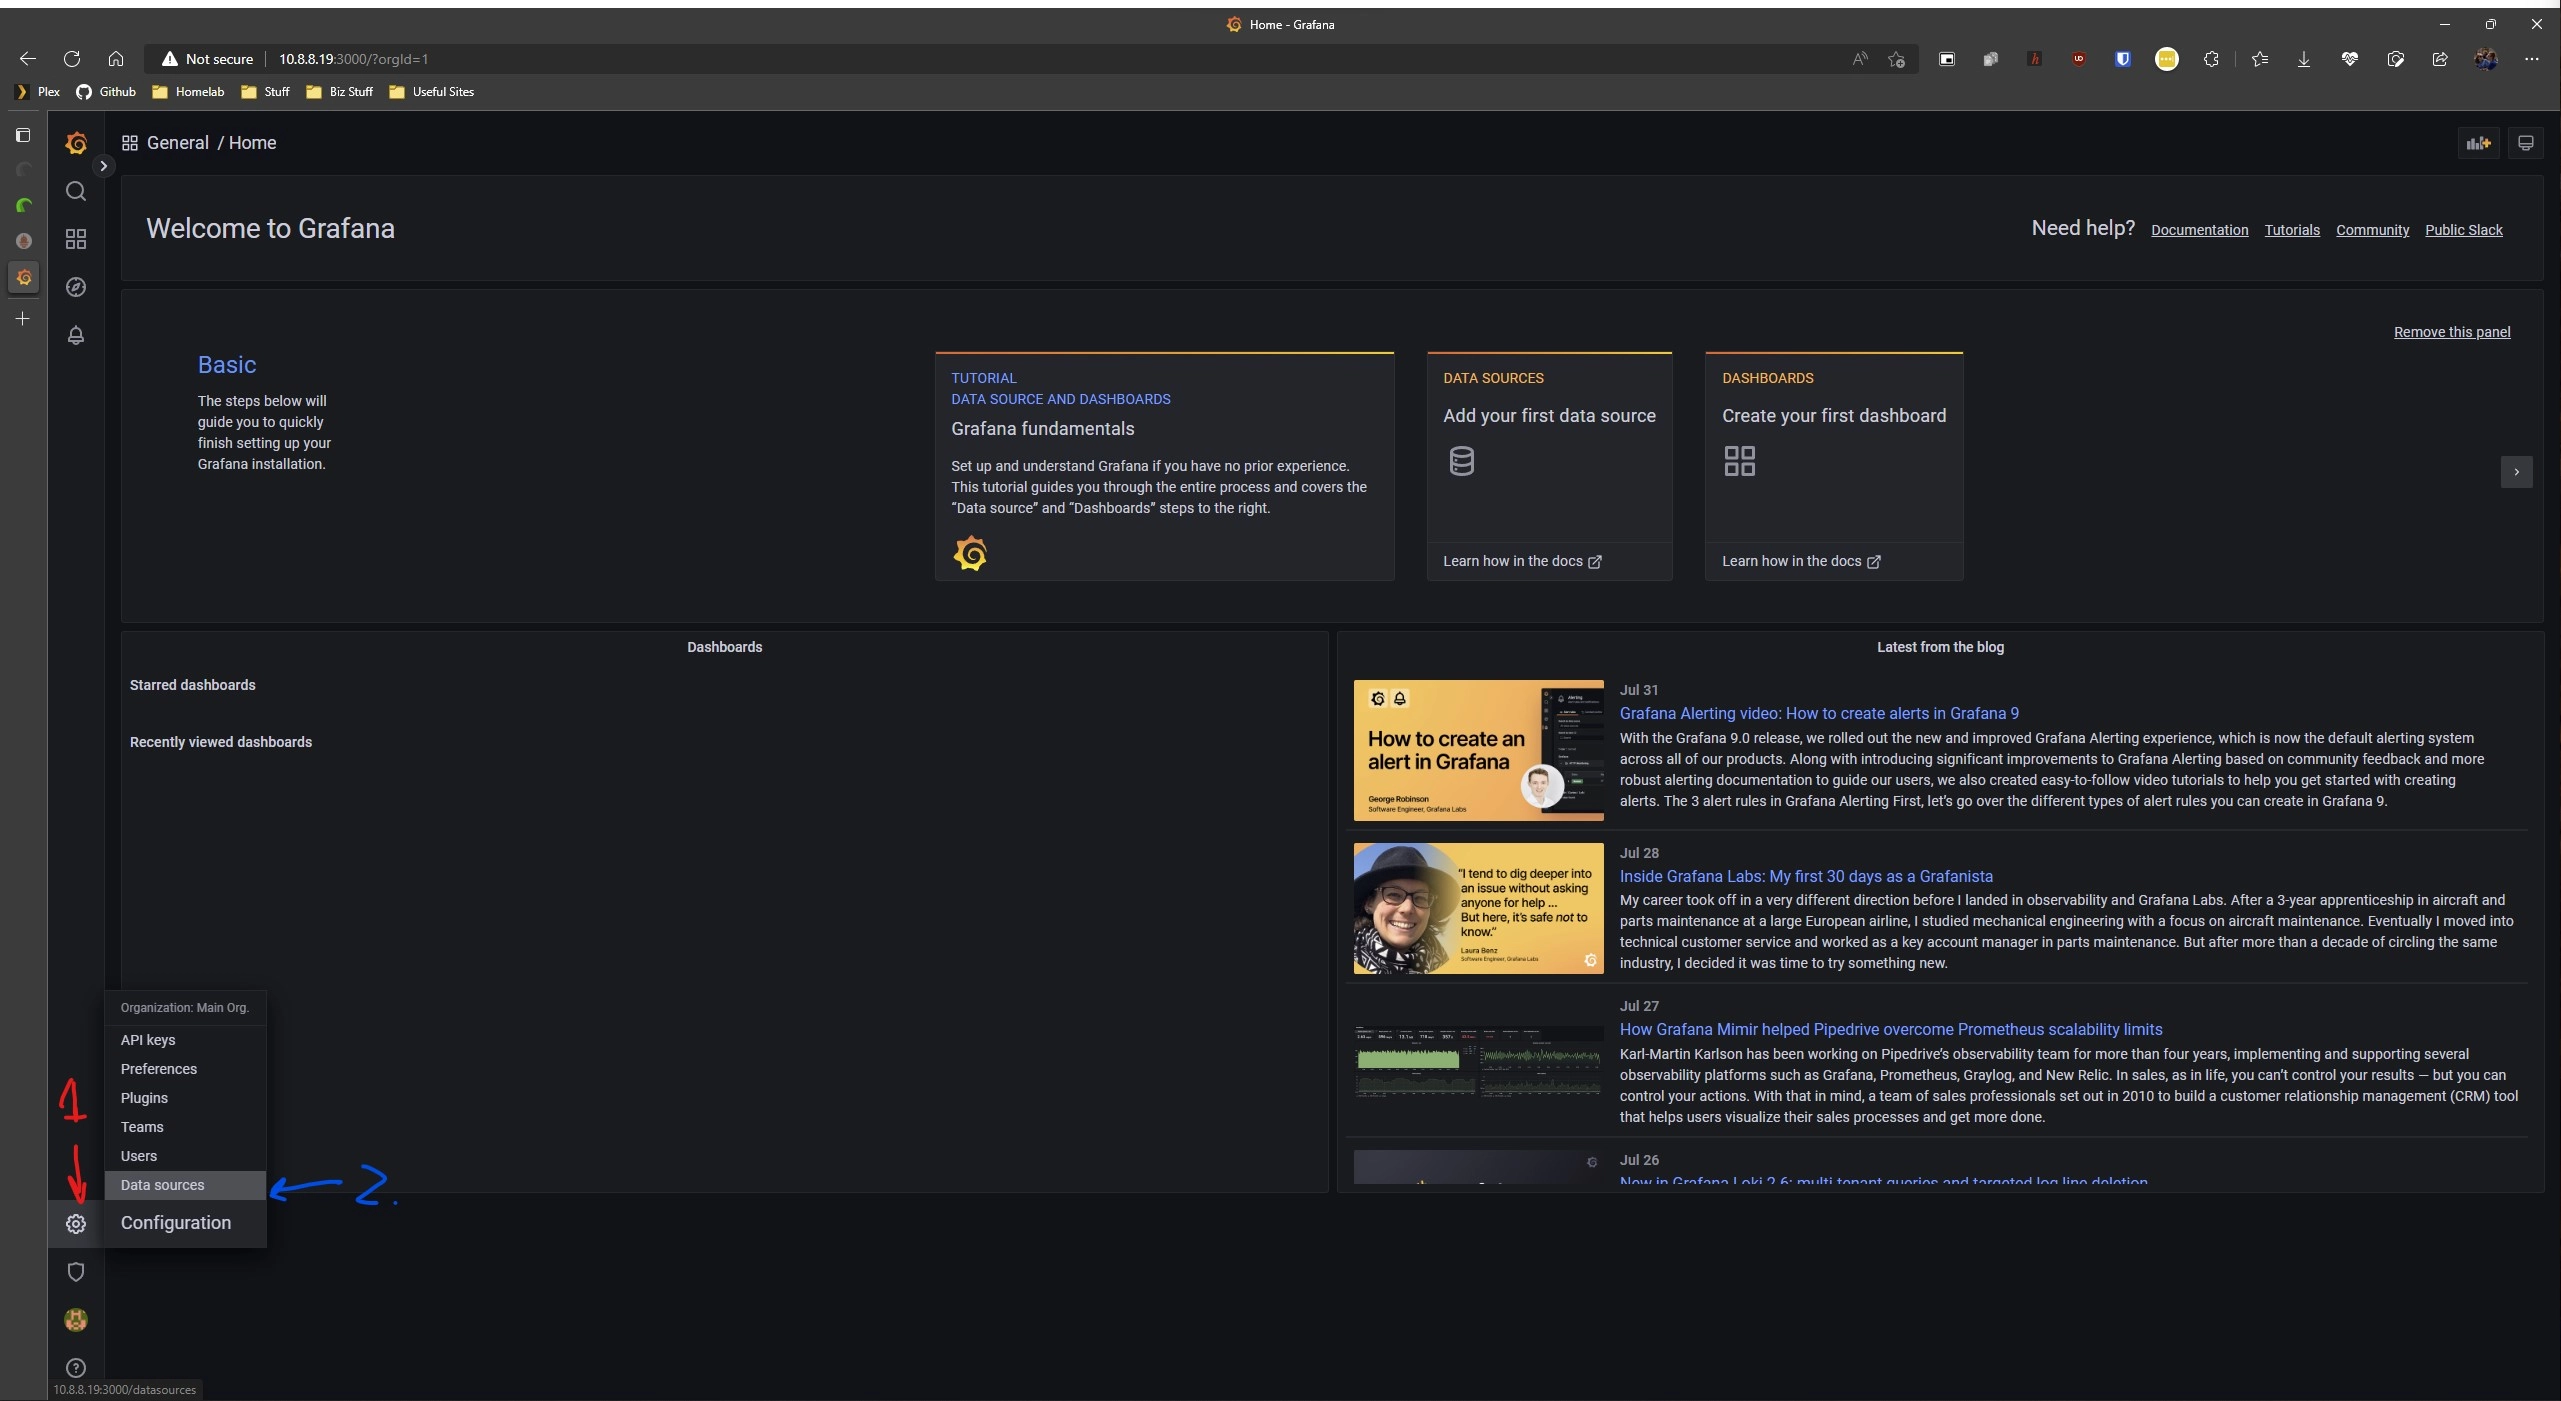 Home - Grafana
Not secure
10.8.8.19:3000/?orgId=1
Plex
Github
Homelab
Stuff
Biz Stuff
Useful Sites
General / Home
Welcome to Grafana
Need help?
Documentation
Tutorials
Community
Public Slack
Remove this panel
Basic
The steps below will
guide you to quickly
finish setting up your
Grafana installation.
TUTORIAL
DATA SOURCE AND DASHBOARDS
Grafana fundamentals
Set up and understand Grafana if you have no prior experience.
This tutorial guides you through the entire process and covers the
“Data source” and “Dashboards” steps to the right.
DATA SOURCES
Add your first data source
Learn how in the docs
DASHBOARDS
Create your first dashboard
Learn how in the docs
Dashboards
Starred dashboards
Recently viewed dashboards
Latest from the blog
How to create an
alert in Grafana
George Robinson
Software Engineer, Grafana Labs
Alerting
Jul 31
Grafana Alerting video: How to create alerts in Grafana 9
With the Grafana 9.0 release, we rolled out the new and improved Grafana Alerting experience, which is now the default alerting system
across all of our products. Along with introducing significant improvements to Grafana Alerting based on community feedback and more
robust alerting documentation to guide our users, we also created easy-to-follow video tutorials to help you get started with creating
alerts. The 3 alert rules in Grafana Alerting First, let’s go over the different types of alert rules you can create in Grafana 9.
“I tend to dig deeper into
an issue without asking
anyone for help ...
But here, it’s safe not to
know.”
Laura Benz
Software Engineer, Grafana Labs
Jul 28
Inside Grafana Labs: My first 30 days as a Grafanista
My career took off in a very different direction before I landed in observability and Grafana Labs. After a 3-year apprenticeship in aircraft and
parts maintenance at a large European airline, I studied mechanical engineering with a focus on aircraft maintenance. Eventually I moved into
technical customer service and worked as a key account manager in parts maintenance. But after more than a decade of circling the same
industry, I decided it was time to try something new.
Jul 27
How Grafana Mimir helped Pipedrive overcome Prometheus scalability limits
Karl-Martin Karlson has been working on Pipedrive’s observability team for more than four years, implementing and supporting several
observability platforms such as Grafana, Prometheus, Graylog, and New Relic. In sales, as in life, you can’t control your results — but you can
control your actions. With that in mind, a team of sales professionals set out in 2010 to build a customer relationship management (CRM) tool
that helps users visualize their sales processes and get more done.
Jul 26
New in Grafana Loki 2.6: multi tenant queries and targeted log line deletion
Organization: Main Org.
API keys
Preferences
Plugins
Teams
Users
Data sources
Configuration
1
2.
10.8.8.19:3000/datasources